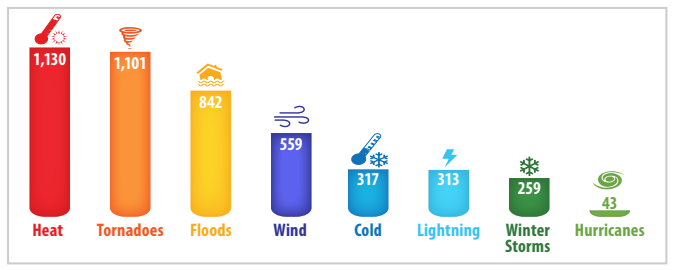 1,130
1,101
842
559
317
313
259
43
Heat
Tornadoes
Floods
Wind
Cold
Lightning
Winter
Storms
Hurricanes